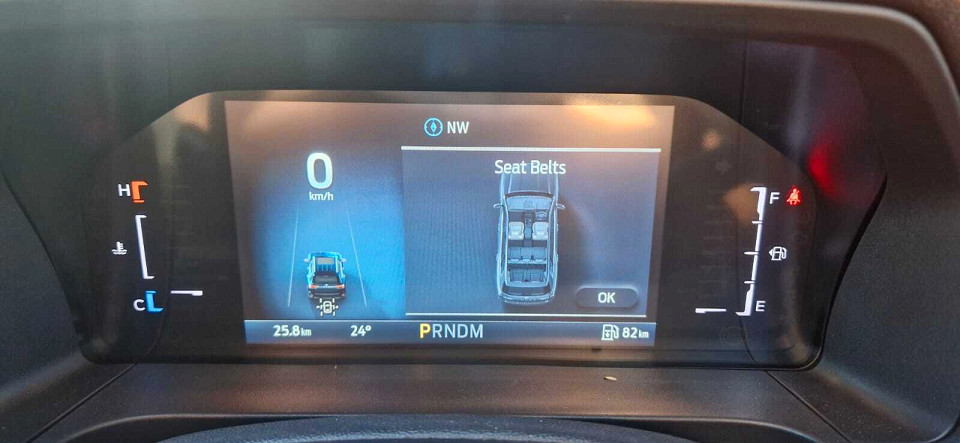 NW
Seat Belts
0
km/h
H
C
F
E
OK
25.8km 24° PRNDM 82km